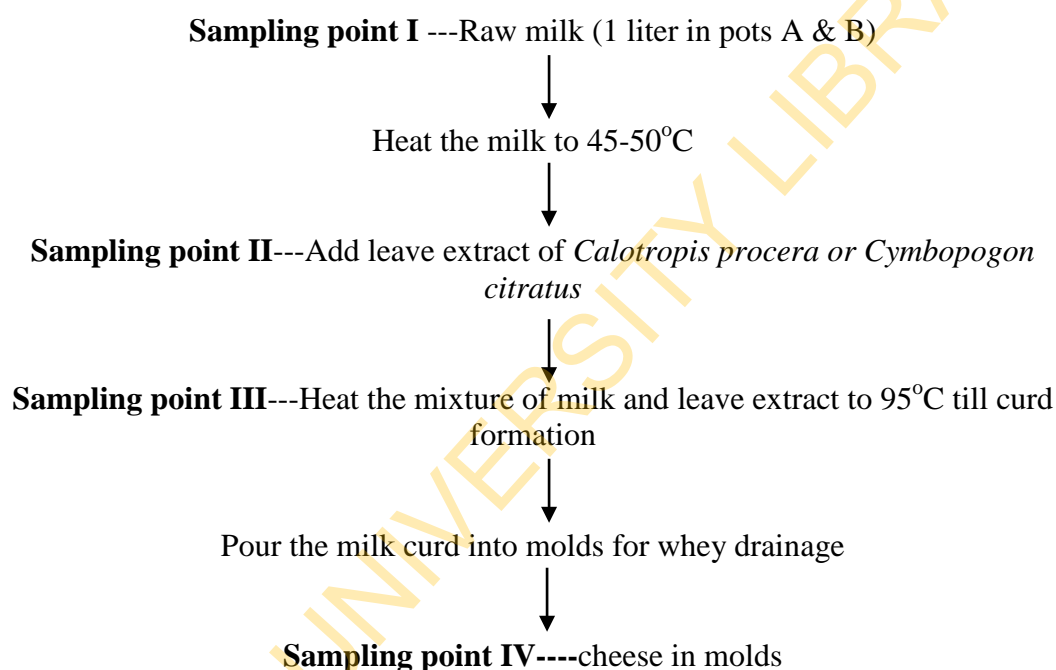 Sampling point I ---Raw milk (1 liter in pots A & B)
Heat the milk to 45-50°C
Sampling point II---Add leave extract of Calotropis procera or Cymbopogon
citratus
Sampling point III---Heat the mixture of milk and leave extract to 95°C till curd
formation
Pour the milk curd into molds for whey drainage
Sampling point IV----cheese in molds
UNIVERSITY LIBRA